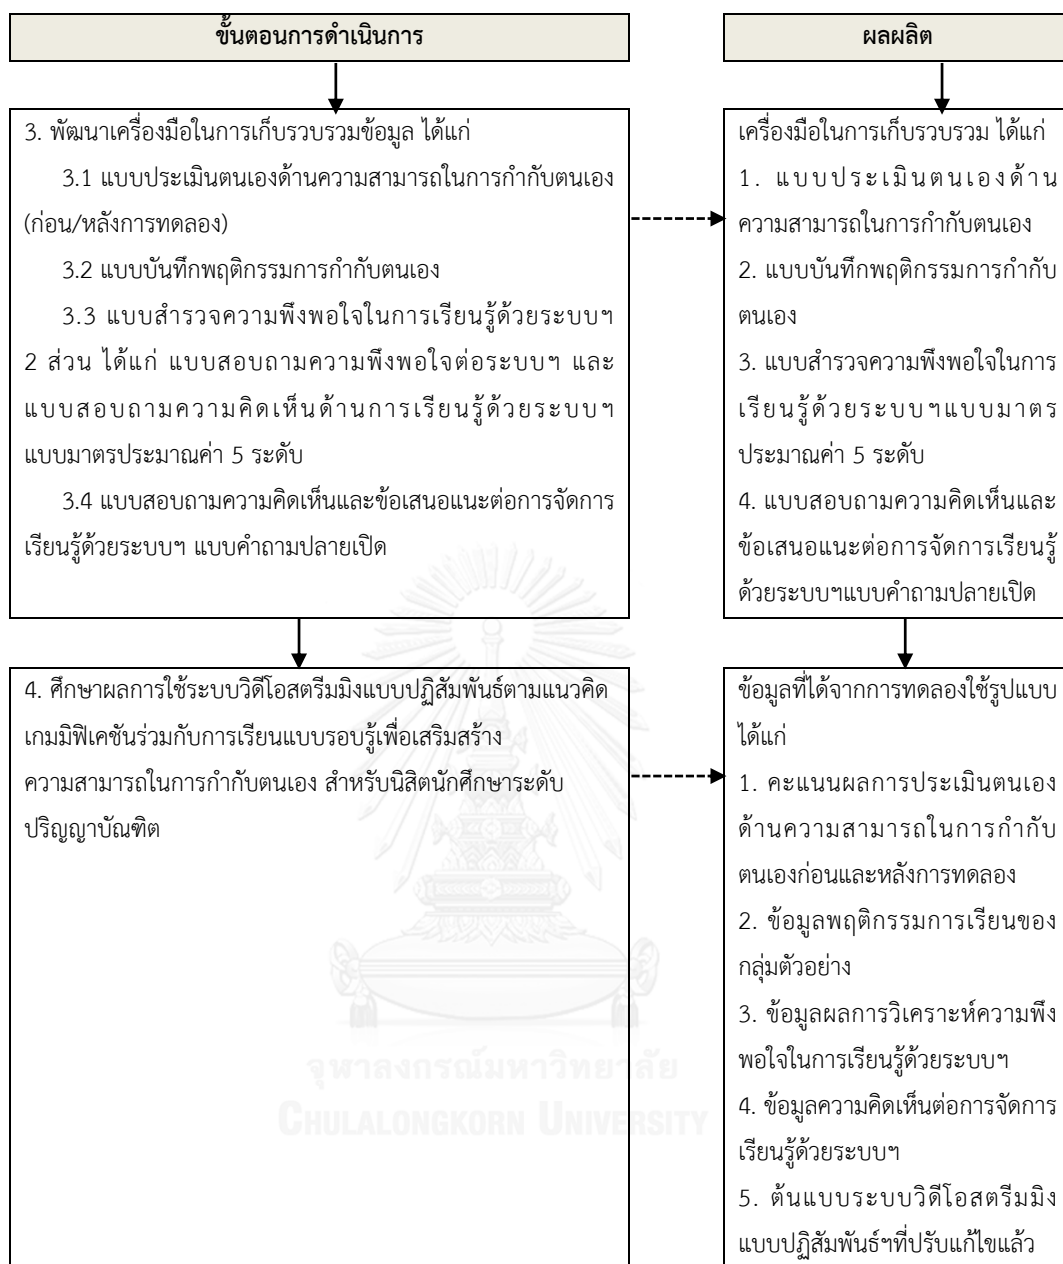 ขั้นตอนการดำเนินการ
ผลผลิต
3. พัฒนาเครื่องมือในการเก็บรวบรวมข้อมูล ได้แก่
3.1 แบบประเมินตนเองด้านความสามารถในการกำกับตนเอง
(ก่อน/หลังการทดลอง)
3.2 แบบบันทึกพฤติกรรมการกำกับตนเอง
3.3 แบบสำรวจความพึงพอใจในการเรียนรู้ด้วยระบบฯ
2 ส่วน ได้แก่ แบบสอบถามความพึงพอใจต่อระบบฯ และ
แบบสอบถามความคิดเห็นด้านการเรียนรู้ด้วยระบบฯ
แบบมาตรประมาณค่า 5 ระดับ
3.4 แบบสอบถามความคิดเห็นและข้อเสนอแนะต่อการจัดการ
เรียนรู้ด้วยระบบฯ แบบคำถามปลายเปิด
เครื่องมือในการเก็บรวบรวม ได้แก่
1. แบบประเมินตนเองด้าน
ความสามารถในการกำกับตนเอง
2. แบบบันทึกพฤติกรรมการกำกับ
ตนเอง
3. แบบสำรวจความพึงพอใจในการ
เรียนรู้ด้วยระบบฯแบบมาตร
ประมาณค่า 5 ระดับ
4. แบบสอบถามความคิดเห็นและ
ข้อเสนอแนะต่อการจัดการเรียนรู้
ด้วยระบบฯแบบคำถามปลายเปิด
4. ศึกษาผลการใช้ระบบวิดีโอสตรีมมิงแบบปฏิสัมพันธ์ตามแนวคิด
เกมมิฟิเคชันร่วมกับการเรียนแบบรอบรู้เพื่อเสริมสร้าง
ความสามารถในการกำกับตนเอง สำหรับนิสิตนักศึกษาระดับ
ปริญญาบัณฑิต
ข้อมูลที่ได้จากการทดลองใช้รูปแบบ
ได้แก่
1. คะแนนผลการประเมินตนเอง
ด้านความสามารถในการกำกับ
ตนเองก่อนและหลังการทดลอง
2. ข้อมูลพฤติกรรมการเรียนของ
กลุ่มตัวอย่าง
3. ข้อมูลผลการวิเคราะห์ความพึง
พอใจในการเรียนรู้ด้วยระบบฯ
4. ข้อมูลความคิดเห็นต่อการจัดการ
เรียนรู้ด้วยระบบฯ
5. ต้นแบบระบบวิดีโอสตรีมมิง
แบบปฏิสัมพันธ์ฯที่ปรับแก้ไขแล้ว
จุฬาลงกรณ์มหาวิทยาลัย
CHULALONGKORN UNIVERSITY